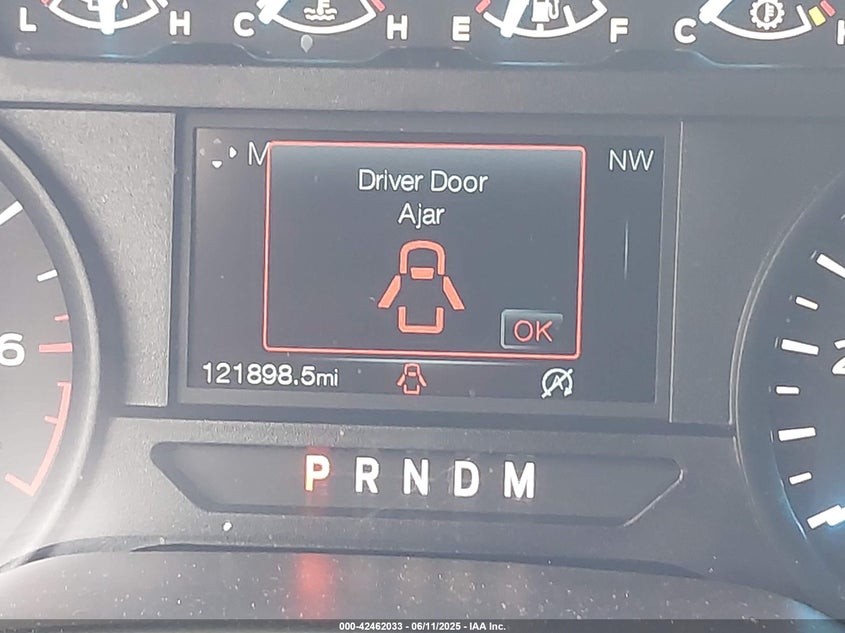 L H C H E F C
M
NW
Driver Door
Ajar
OK
6
121898.5mi
A
P R N D M
000-42462033 - 06/11/2025 - IAA Inc.